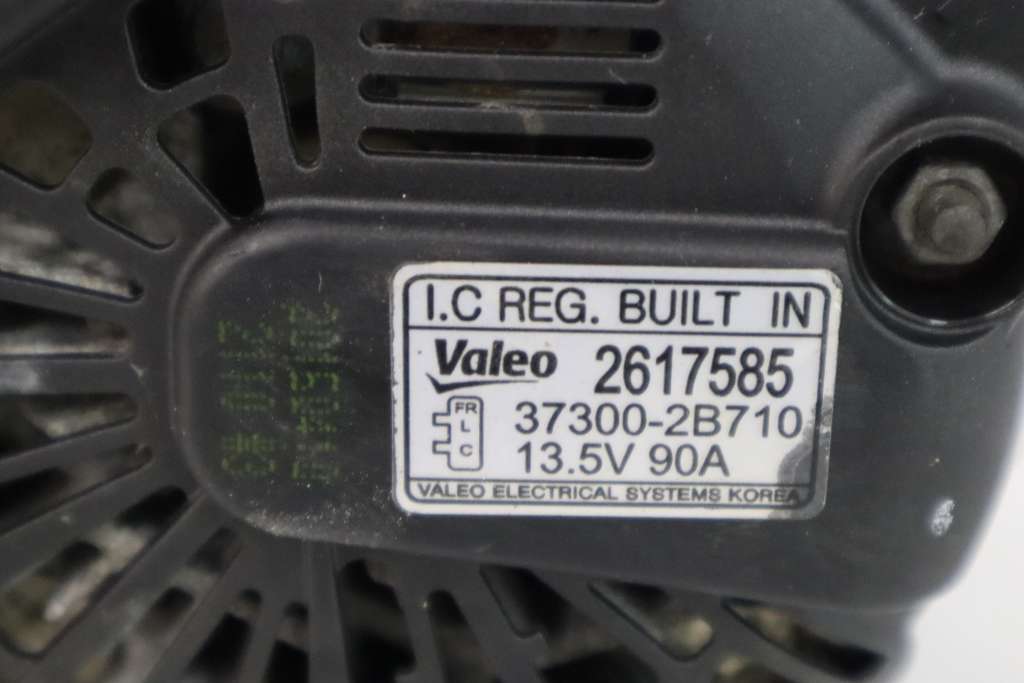 I.C REG. BUILT IN
Valeo 2617585
FR 37300-2B710
L
C 13.5V 90A
VALEO ELECTRICAL SYSTEMS KOREA